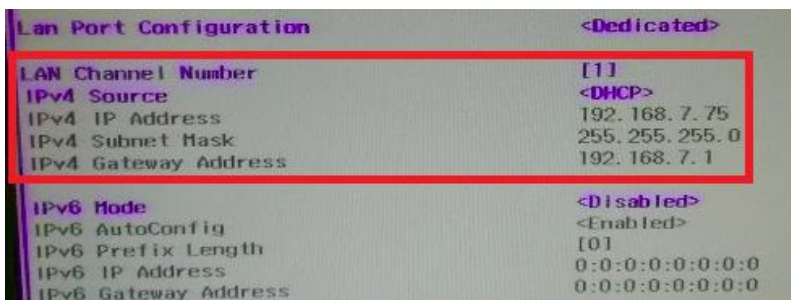 Lan Port Configuration <Dedicated>
LAN Channel Number [1]
IPv4 Source <DHCP>
IPv4 IP Address 192.168.7.75
IPv4 Subnet Mask 255.255.255.0
IPv4 Gateway Address 192.168.7.1
IPv6 Mode <Disabled>
IPv6 AutoConfig <Enabled>
IPv6 Prefix Length [0]
IPv6 IP Address 0:0:0:0:0:0:0:0
IPv6 Gateway Address 0:0:0:0:0:0:0:0